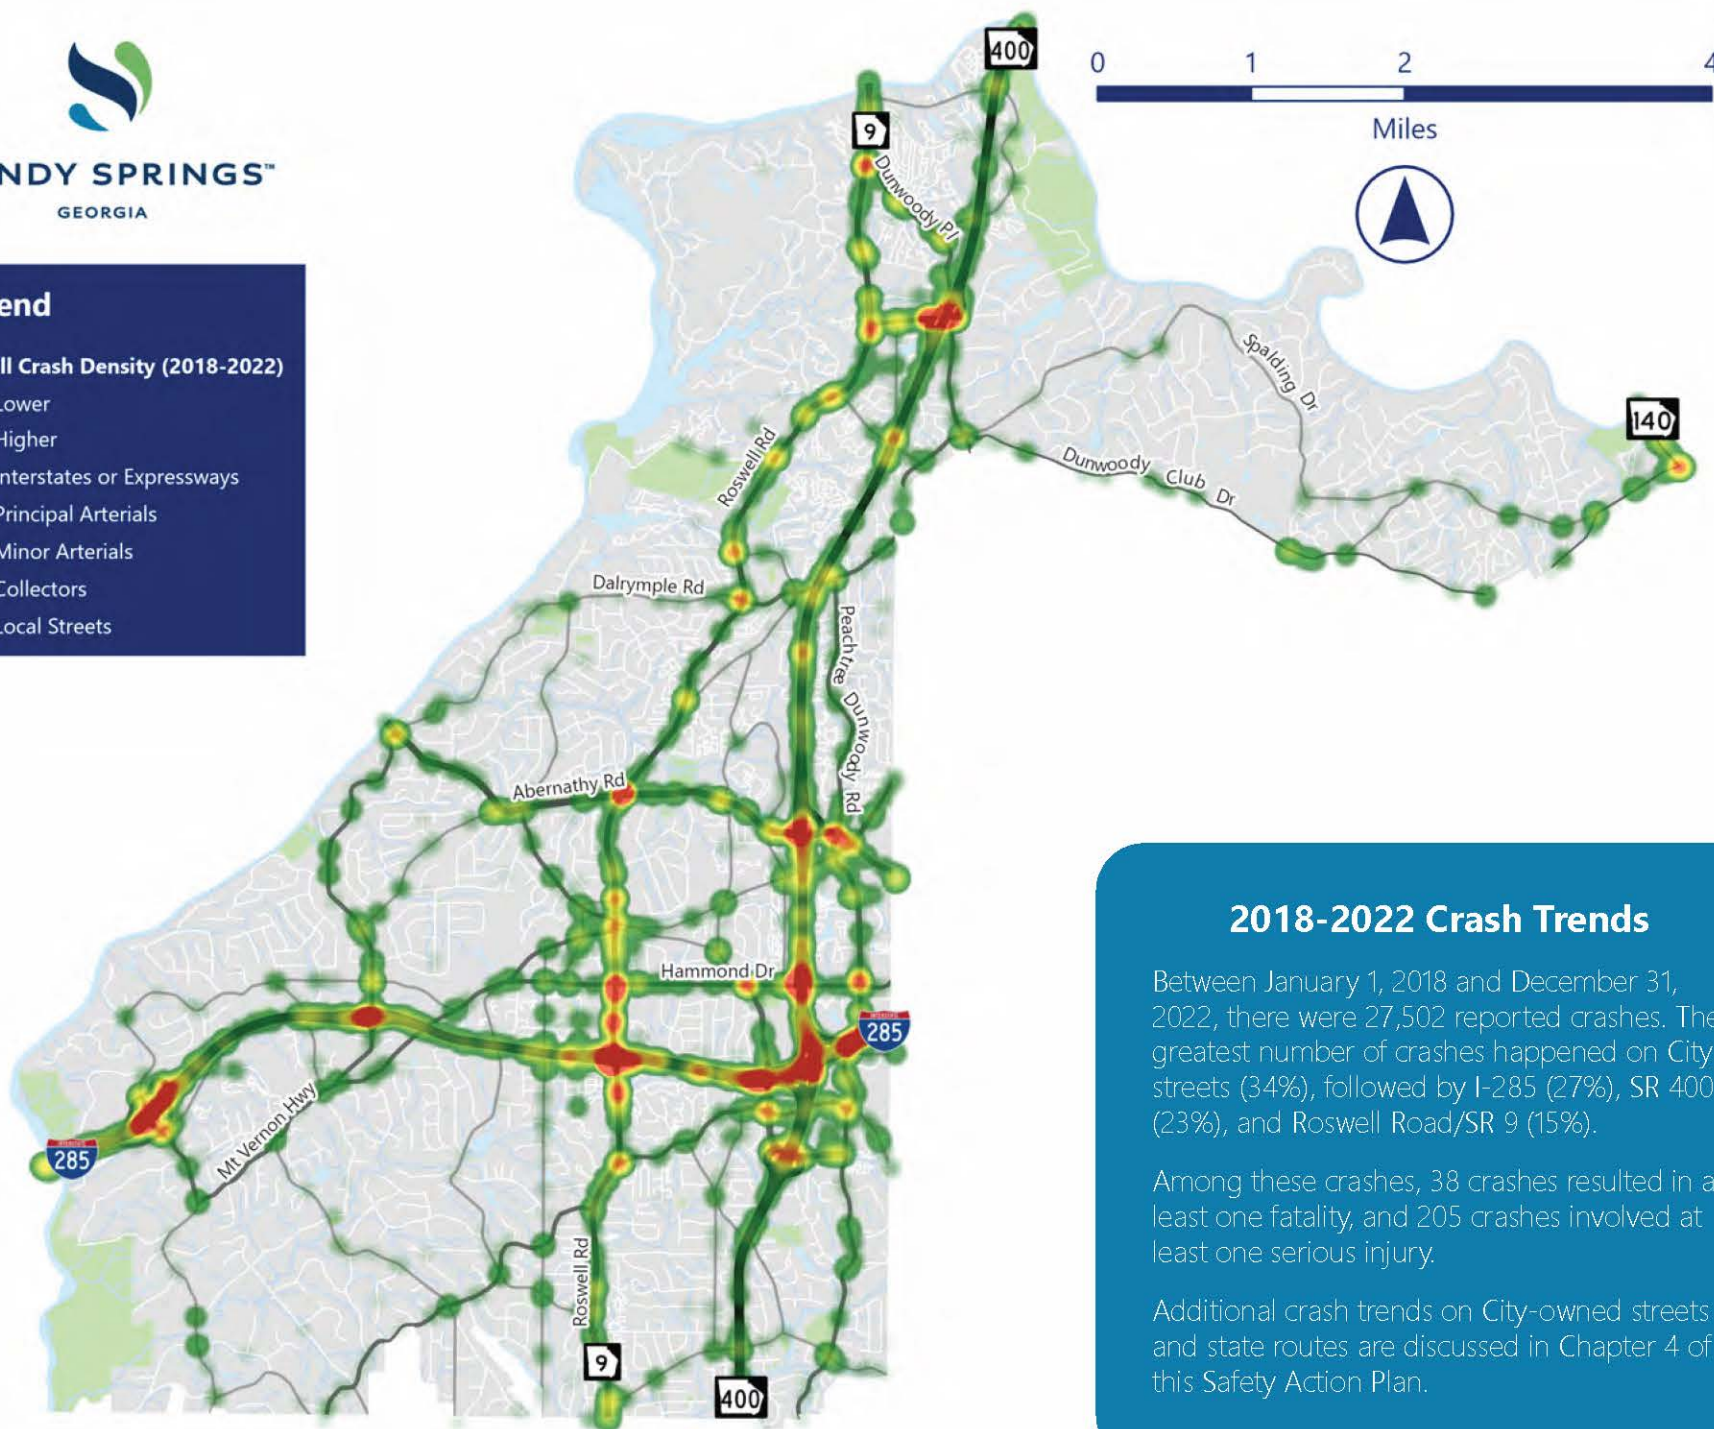 NDY SPRINGS™
GEORGIA
end
ll Crash Density (2018-2022)
Lower
Higher
Interstates or Expressways
Principal Arterials
Minor Arterials
Collectors
Local Streets
400
9
0 1 2 4
Miles
Dunwoody Pl
Spalding Dr
140
Roswell Rd
Dunwoody Club Dr
Dalrymple Rd
Peachtree Dunwoody Rd
Abernathy Rd
Hammond Dr
INTERSTATE
285
Mt Vernon Hwy
INTERSTATE
285
Roswell Rd
9
400
2018-2022 Crash Trends
Between January 1, 2018 and December 31,
2022, there were 27,502 reported crashes. The
greatest number of crashes happened on City
streets (34%), followed by I-285 (27%), SR 400
(23%), and Roswell Road/SR 9 (15%).
Among these crashes, 38 crashes resulted in a
least one fatality, and 205 crashes involved at
least one serious injury.
Additional crash trends on City-owned streets
and state routes are discussed in Chapter 4 of
this Safety Action Plan.